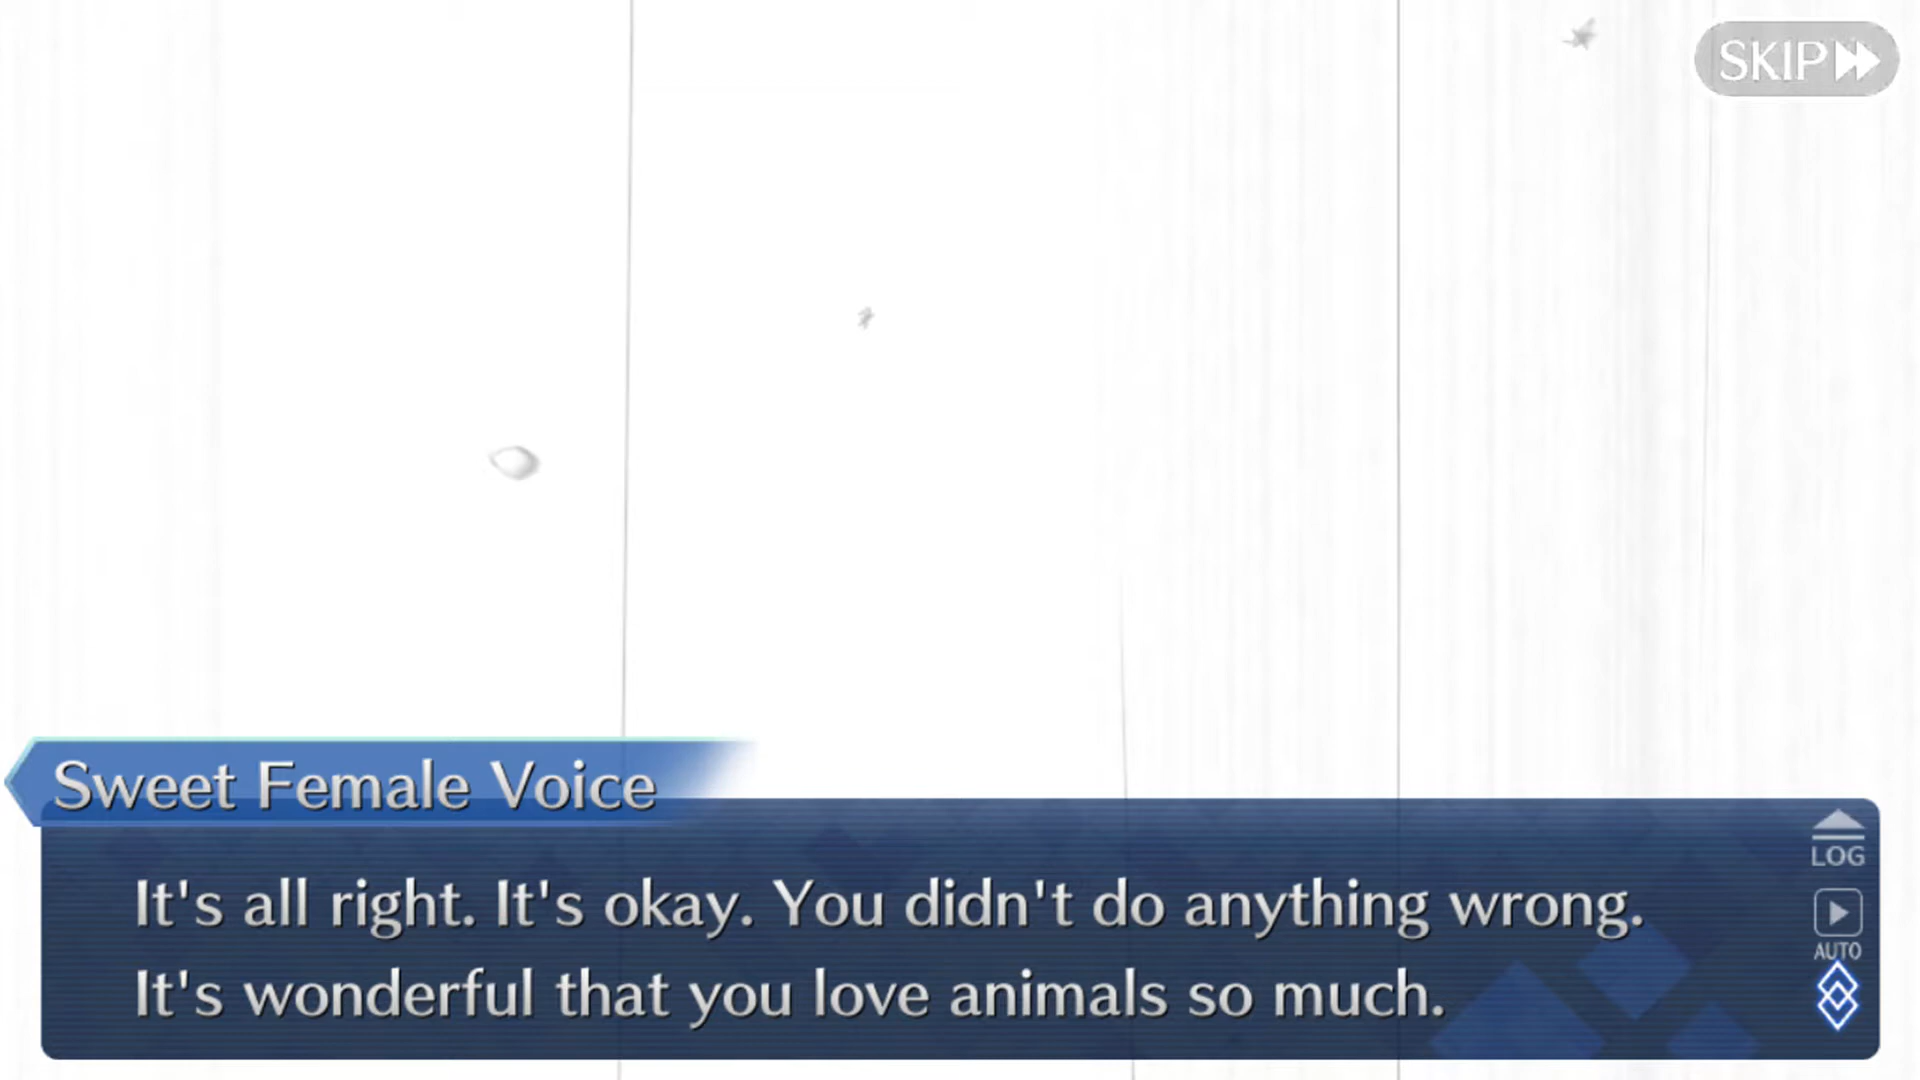 SKIP
Sweet Female Voice
It's all right. It's okay. You didn't do anything wrong.
It's wonderful that you love animals so much.
LOG
AUTO